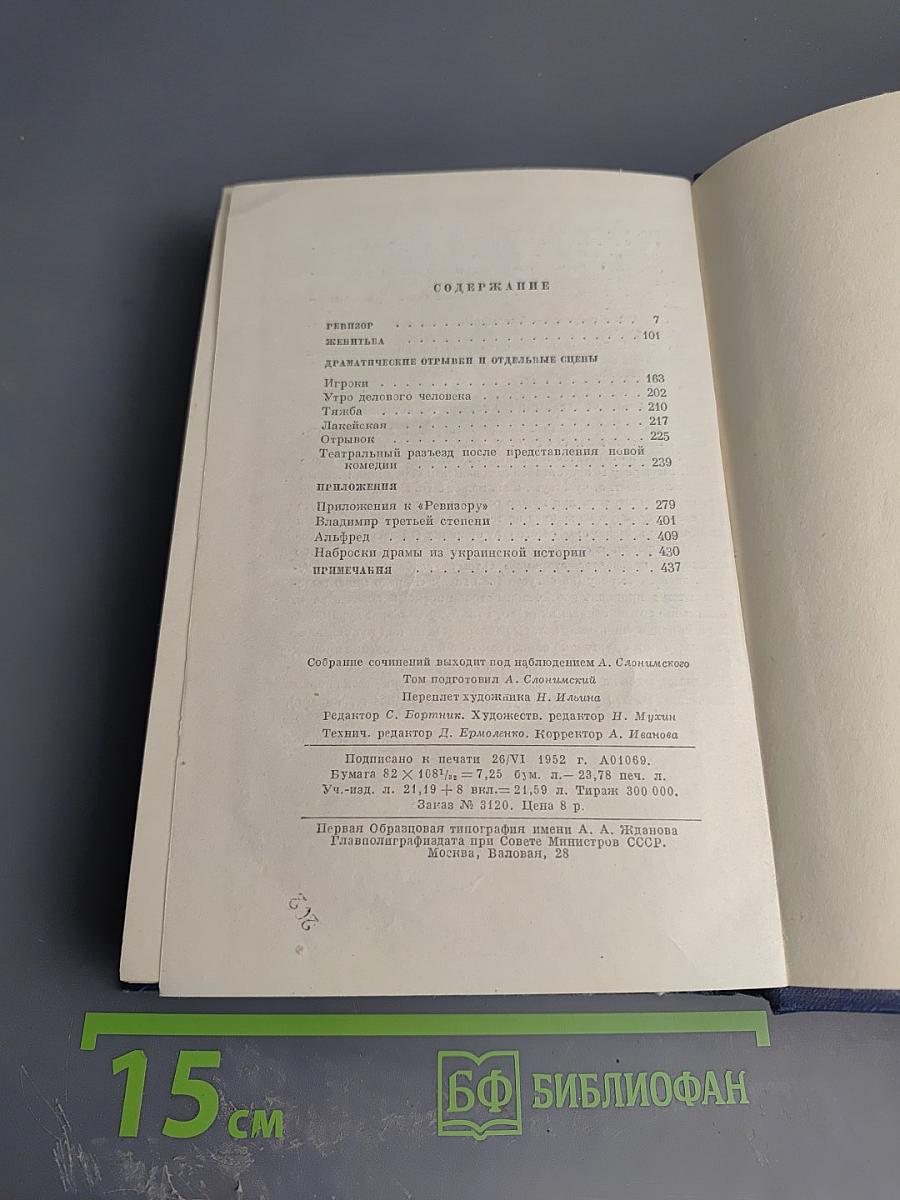 СОДЕРЖАНИЕ
РЕВИЗОР . . . . . . . . . . . . . . . . . . . 7
ЖЕНИТЬБА . . . . . . . . . . . . . . . . . . 101
ДРАМАТИЧЕСКИЕ ОТРЫВКИ И ОТДЕЛЬНЫЕ СЦЕНЫ
Игроки . . . . . . . . . . . . . . . . . . . . 163
Утро делового человека . . . . . . . . . . . . 202
Тяжба . . . . . . . . . . . . . . . . . . . . 210
Лакейская . . . . . . . . . . . . . . . . . . 217
Отрывок . . . . . . . . . . . . . . . . . . . 225
Театральный разъезд после представления новой
комедии . . . . . . . . . . . . . . . . . . 239
ПРИЛОЖЕНИЯ
Приложения к «Ревизору» . . . . . . . . . . . 279
Владимир третьей степени . . . . . . . . . . . 401
Альфред . . . . . . . . . . . . . . . . . . . 409
Наброски драмы из украинской истории . . . . . 430
ПРИМЕЧАНИЯ . . . . . . . . . . . . . . . . . 437
Собрание сочинений выходит под наблюдением А. Слонимского
Том подготовил А. Слонимский
Переплет художника Н. Ильина
Редактор С. Бортник. Художеств. редактор Н. Мухин
Технич. редактор Д. Ермоленко. Корректор А. Иванова
Подписано к печати 26/VI 1952 г. А01069.
Бумага 82 × 108¹/₃₂ = 7,25 бум. л.— 23,78 печ. л.
Уч.-изд. л. 21,19 + 8 вкл.= 21,59 л. Тираж 300 000.
Заказ № 3120. Цена 8 р.
Первая Образцовая типография имени А. А. Жданова
Главполиграфиздата при Совете Министров СССР.
Москва, Валовая, 28
15 см
БФ БИБЛИОФАН